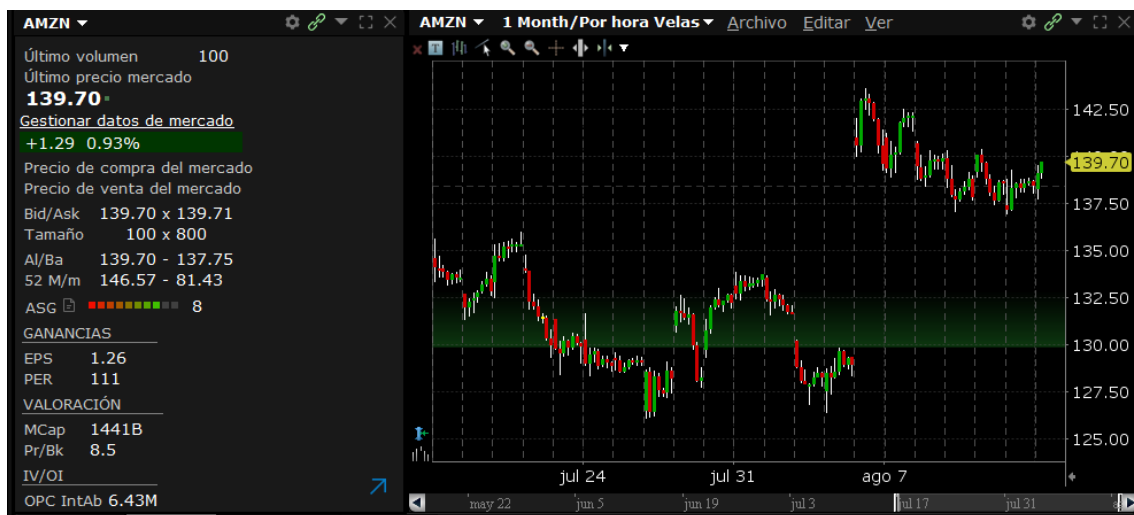 AMZN
Último volumen 100
Último precio mercado
139.70
Gestionar datos de mercado
+1.29 0.93%
Precio de compra del mercado
Precio de venta del mercado
Bid/Ask 139.70 x 139.71
Tamaño 100 x 800
Al/Ba 139.70 - 137.75
52 M/m 146.57 - 81.43
ASG 8
GANANCIAS
EPS 1.26
PER 111
VALORACIÓN
MCap 1441B
Pr/Bk 8.5
IV/OI
OPC IntAb 6.43M
AMZN 1 Month/Por hora Velas Archivo Editar Ver
T
142.50
139.70
137.50
135.00
132.50
130.00
127.50
125.00
jul 24 jul 31 ago 7
may 22 jun 5 jun 19 jul 3 jul 17 jul 31